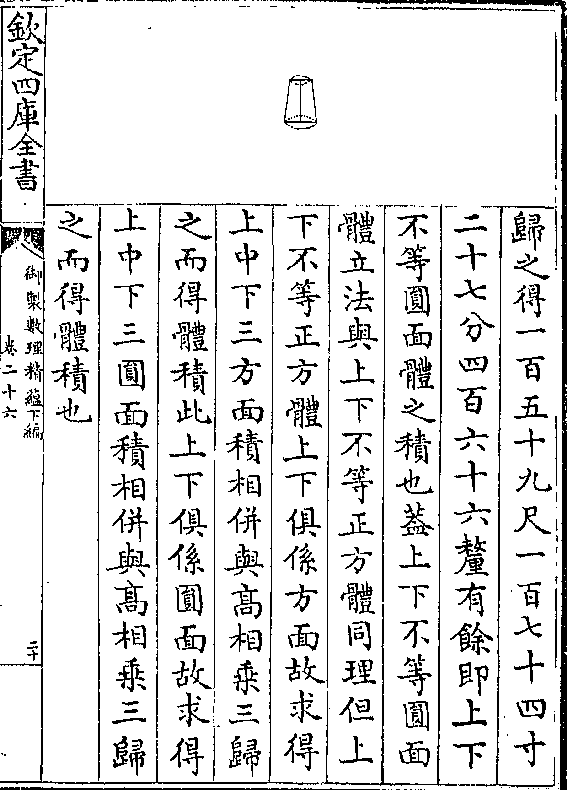 歸之得一百五十九尺一百七十四寸
二十七分四百六十六釐有餘即上下
不等圓面體之積也葢上下不等圓面
體立法與上下不等正方體同理但上
下不等正方體上下俱係方面故求得
上中下三方面積相併與髙相乗三歸
之而得體積此上下俱係圓面故求得
上中下三圓面積相併與髙相乗三歸
之而得體積也
欽定四庫全書
御製數理精蘊下編
卷二十六
二十